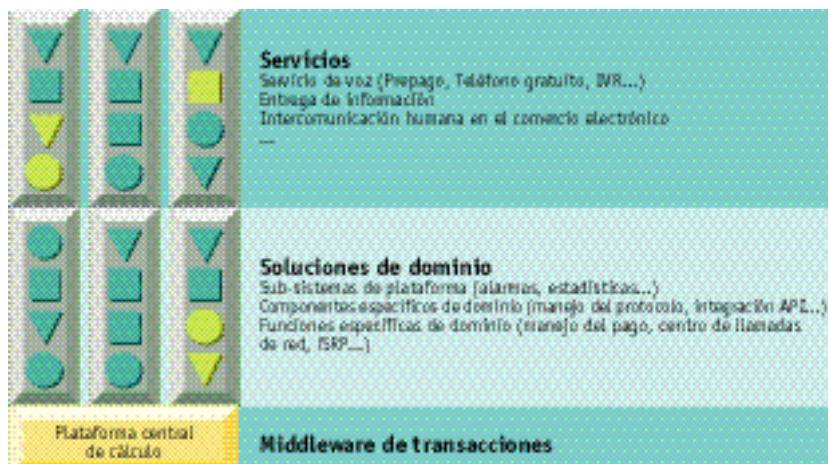 Servicios
Servicio de voz (Prepago, Teléfono gratuito, IVR...)
Entrega de información
Intercomunicación humana en el comercio electrónico
...
Soluciones de dominio
Sub-sistemas de plataforma (alarmas, estadísticas...)
Componentes específicos de dominio (manejo del protocolo, integración API...)
Funciones específicas de dominio (manejo del pago, centro de llamadas
de red, ISRP...)
Plataforma central
de cálculo
Middleware de transacciones